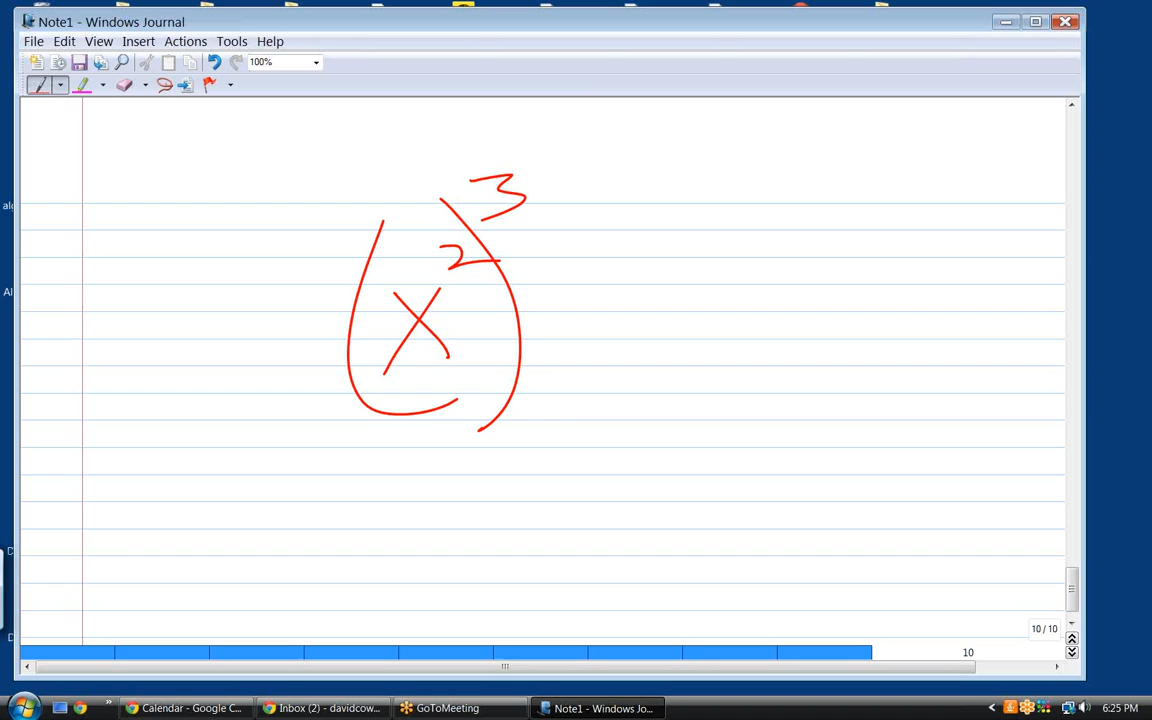 Note1 - Windows Journal
File Edit View Insert Actions Tools Help
100%
(x²)³
10 / 10
10
Calendar - Google C...
Inbox (2) - davidcow...
GoToMeeting
Note1 - Windows Jo...
6:25 PM